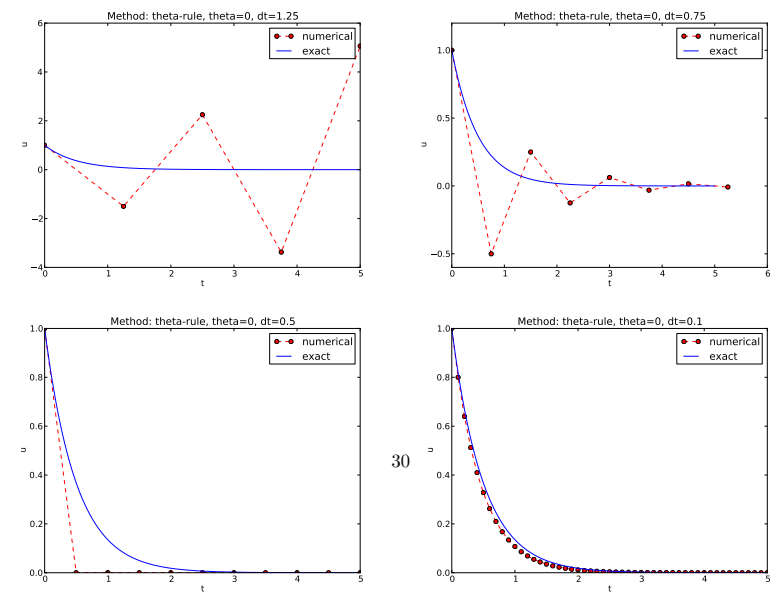 Method: theta-rule, theta=0, dt=1.25
6
4
2
0
−2
−4
u
0
1
2
3
4
5
t
numerical
exact
Method: theta-rule, theta=0, dt=0.75
1.0
0.5
0.0
−0.5
u
0
1
2
3
4
5
6
t
numerical
exact
Method: theta-rule, theta=0, dt=0.5
1.0
0.8
0.6
0.4
0.2
0.0
u
0
1
2
3
4
5
t
numerical
exact
30
Method: theta-rule, theta=0, dt=0.1
1.0
0.8
0.6
0.4
0.2
0.0
u
0
1
2
3
4
5
t
numerical
exact